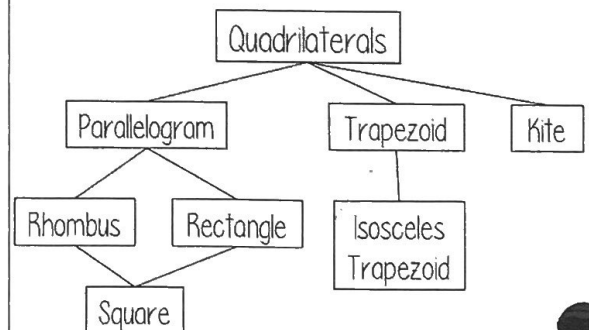 Quadrilaterals
Parallelogram
Trapezoid
Kite
Rhombus
Rectangle
Isosceles
Trapezoid
Square